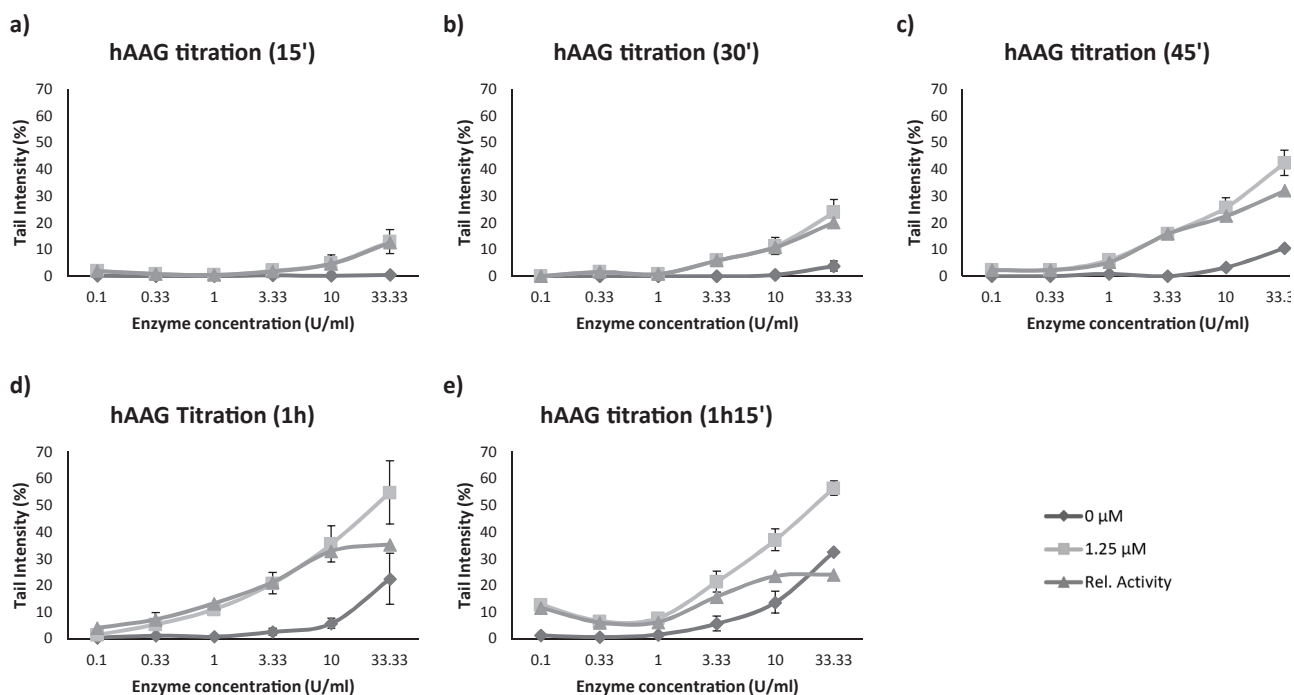 a)
hAAG titration (15')
Tail Intensity (%)
70
60
50
40
30
20
10
0
0.1 0.33 1 3.33 10 33.33
Enzyme concentration (U/ml)
b)
hAAG titration (30')
Tail Intensity (%)
70
60
50
40
30
20
10
0
0.1 0.33 1 3.33 10 33.33
Enzyme concentration (U/ml)
c)
hAAG titration (45')
Tail Intensity (%)
70
60
50
40
30
20
10
0
0.1 0.33 1 3.33 10 33.3
Enzyme concentration (U/ml)
d)
hAAG Titration (1h)
Tail Intensity (%)
70
60
50
40
30
20
10
0
0.1 0.33 1 3.33 10 33.33
Enzyme concentration (U/ml)
e)
hAAG titration (1h15')
Tail Intensity (%)
70
60
50
40
30
20
10
0
0.1 0.33 1 3.33 10 33.33
Enzyme concentration (U/ml)
0 µM
1.25 µM
Rel. Activity